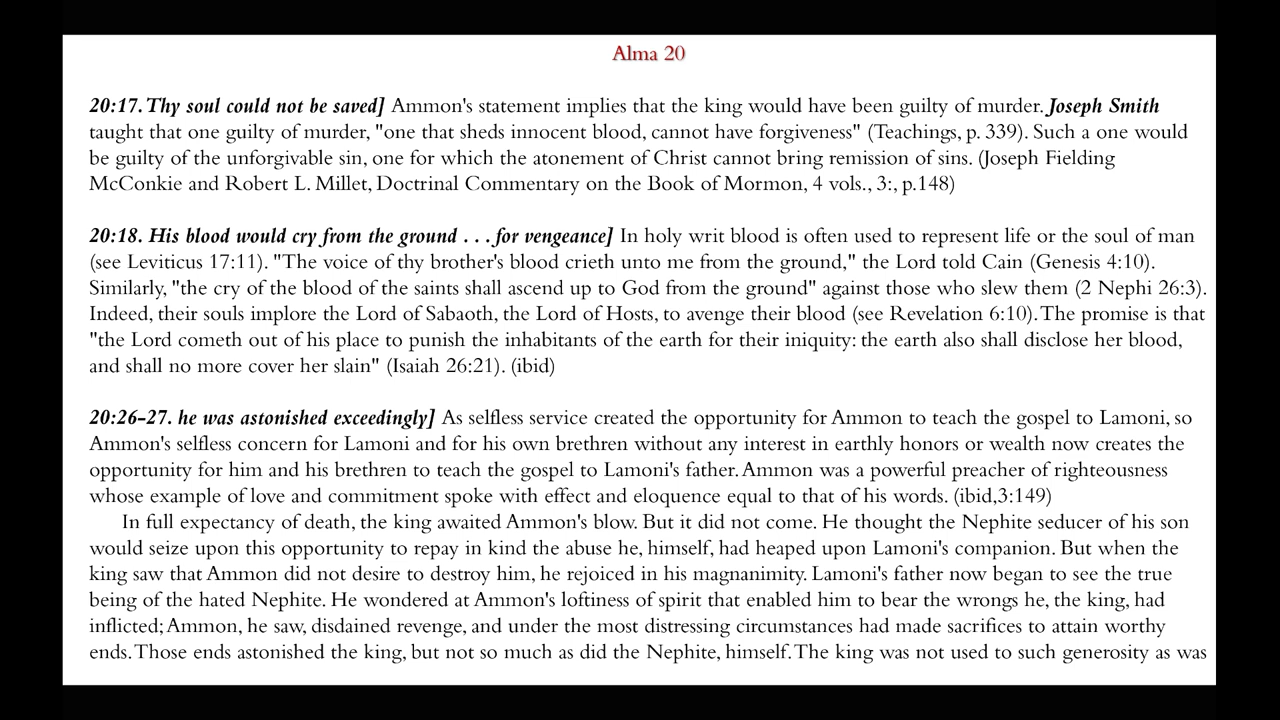 Alma 20
20:17. Thy soul could not be saved] Ammon's statement implies that the king would have been guilty of murder. Joseph Smith
taught that one guilty of murder, "one that sheds innocent blood, cannot have forgiveness" (Teachings, p. 339). Such a one would
be guilty of the unforgivable sin, one for which the atonement of Christ cannot bring remission of sins. (Joseph Fielding
McConkie and Robert L. Millet, Doctrinal Commentary on the Book of Mormon, 4 vols., 3:, p.148)
20:18. His blood would cry from the ground . . . for vengeance] In holy writ blood is often used to represent life or the soul of man
(see Leviticus 17:11). "The voice of thy brother's blood crieth unto me from the ground," the Lord told Cain (Genesis 4:10).
Similarly, "the cry of the blood of the saints shall ascend up to God from the ground" against those who slew them (2 Nephi 26:3).
Indeed, their souls implore the Lord of Sabaoth, the Lord of Hosts, to avenge their blood (see Revelation 6:10). The promise is that
"the Lord cometh out of his place to punish the inhabitants of the earth for their iniquity: the earth also shall disclose her blood,
and shall no more cover her slain" (Isaiah 26:21). (ibid)
20:26-27. he was astonished exceedingly] As selfless service created the opportunity for Ammon to teach the gospel to Lamoni, so
Ammon's selfless concern for Lamoni and for his own brethren without any interest in earthly honors or wealth now creates the
opportunity for him and his brethren to teach the gospel to Lamoni's father. Ammon was a powerful preacher of righteousness
whose example of love and commitment spoke with effect and eloquence equal to that of his words. (ibid,3:149)
In full expectancy of death, the king awaited Ammon's blow. But it did not come. He thought the Nephite seducer of his son
would seize upon this opportunity to repay in kind the abuse he, himself, had heaped upon Lamoni's companion. But when the
king saw that Ammon did not desire to destroy him, he rejoiced in his magnanimity. Lamoni's father now began to see the true
being of the hated Nephite. He wondered at Ammon's loftiness of spirit that enabled him to bear the wrongs he, the king, had
inflicted; Ammon, he saw, disdained revenge, and under the most distressing circumstances had made sacrifices to attain worthy
ends. Those ends astonished the king, but not so much as did the Nephite, himself. The king was not used to such generosity as was